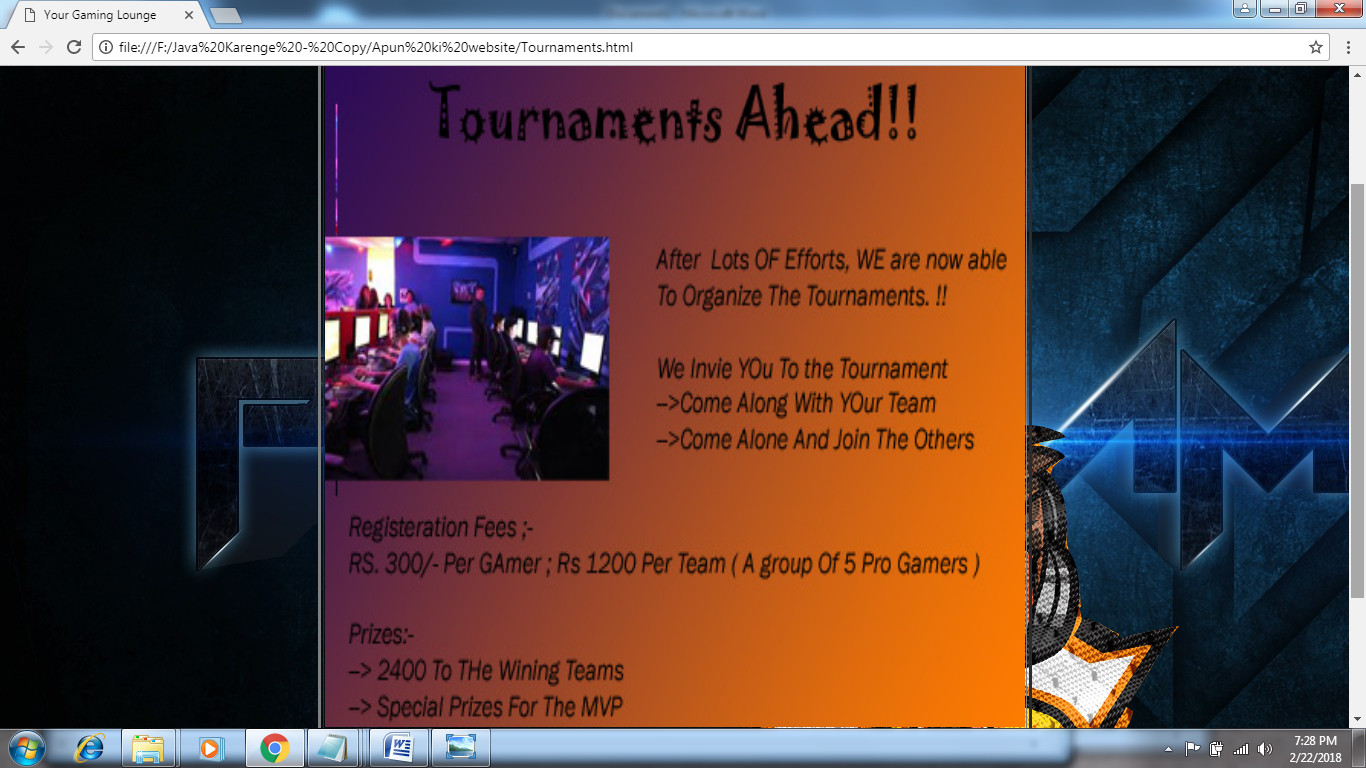 Your Gaming Lounge
file:///F:/Java%20Karenge%20-%20Copy/Apun%20ki%20website/Tournaments.html
Tournaments Ahead!!
After Lots OF Efforts, WE are now able
To Organize The Tournaments. !!
We Invie YOu To the Tournament
-->Come Along With YOur Team
-->Come Alone And Join The Others
Registeration Fees ;-
RS. 300/- Per GAmer ; Rs 1200 Per Team ( A group Of 5 Pro Gamers )
Prizes:-
--> 2400 To THe Wining Teams
--> Special Prizes For The MVP
7:28 PM
2/22/2018